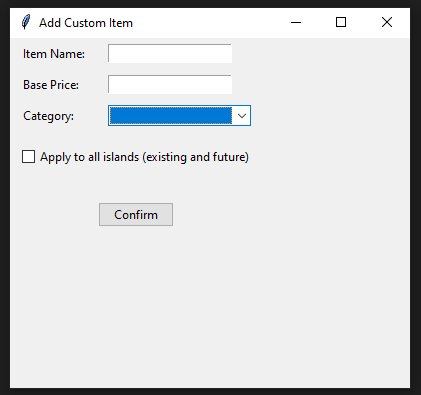 Add Custom Item
Item Name:
Base Price:
Category:
Apply to all islands (existing and future)
Confirm